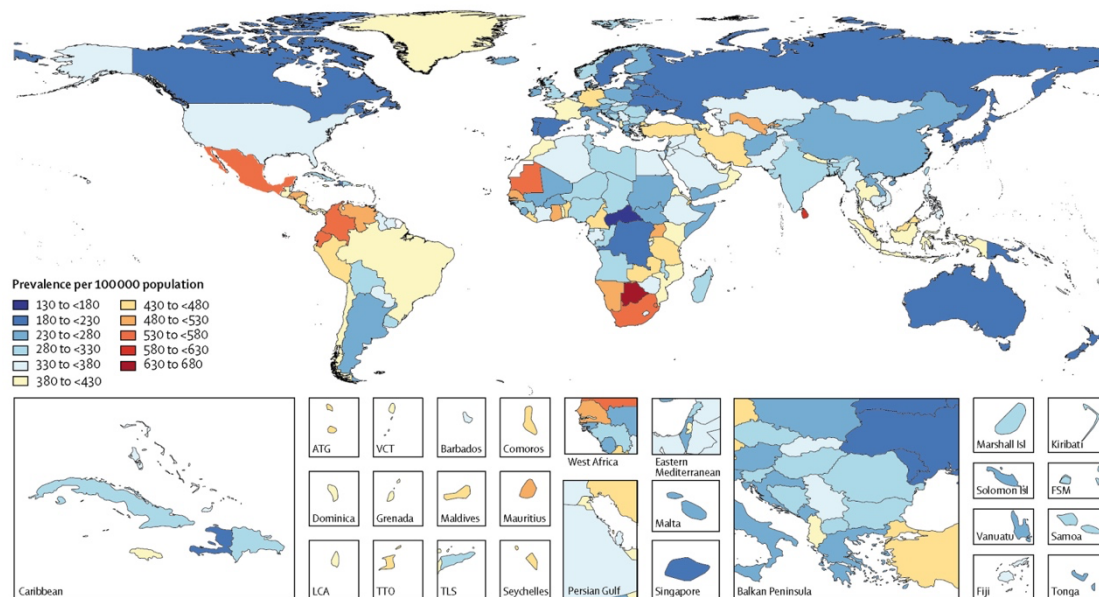 Prevalence per 100 000 population
130 to <180
180 to <230
230 to <280
280 to <330
330 to <380
380 to <430
430 to <480
480 to <530
530 to <580
580 to <630
630 to 680
Caribbean
ATG
VCT
Barbados
Comoros
Dominica
Grenada
Maldives
Mauritius
LCA
TTO
TLS
Seychelles
West Africa
Eastern
Mediterranean
Persian Gulf
Malta
Singapore
Balkan Peninsula
Marshall Isl
Kiribati
Solomon Isl
FSM
Vanuatu
Samoa
Fiji
Tonga